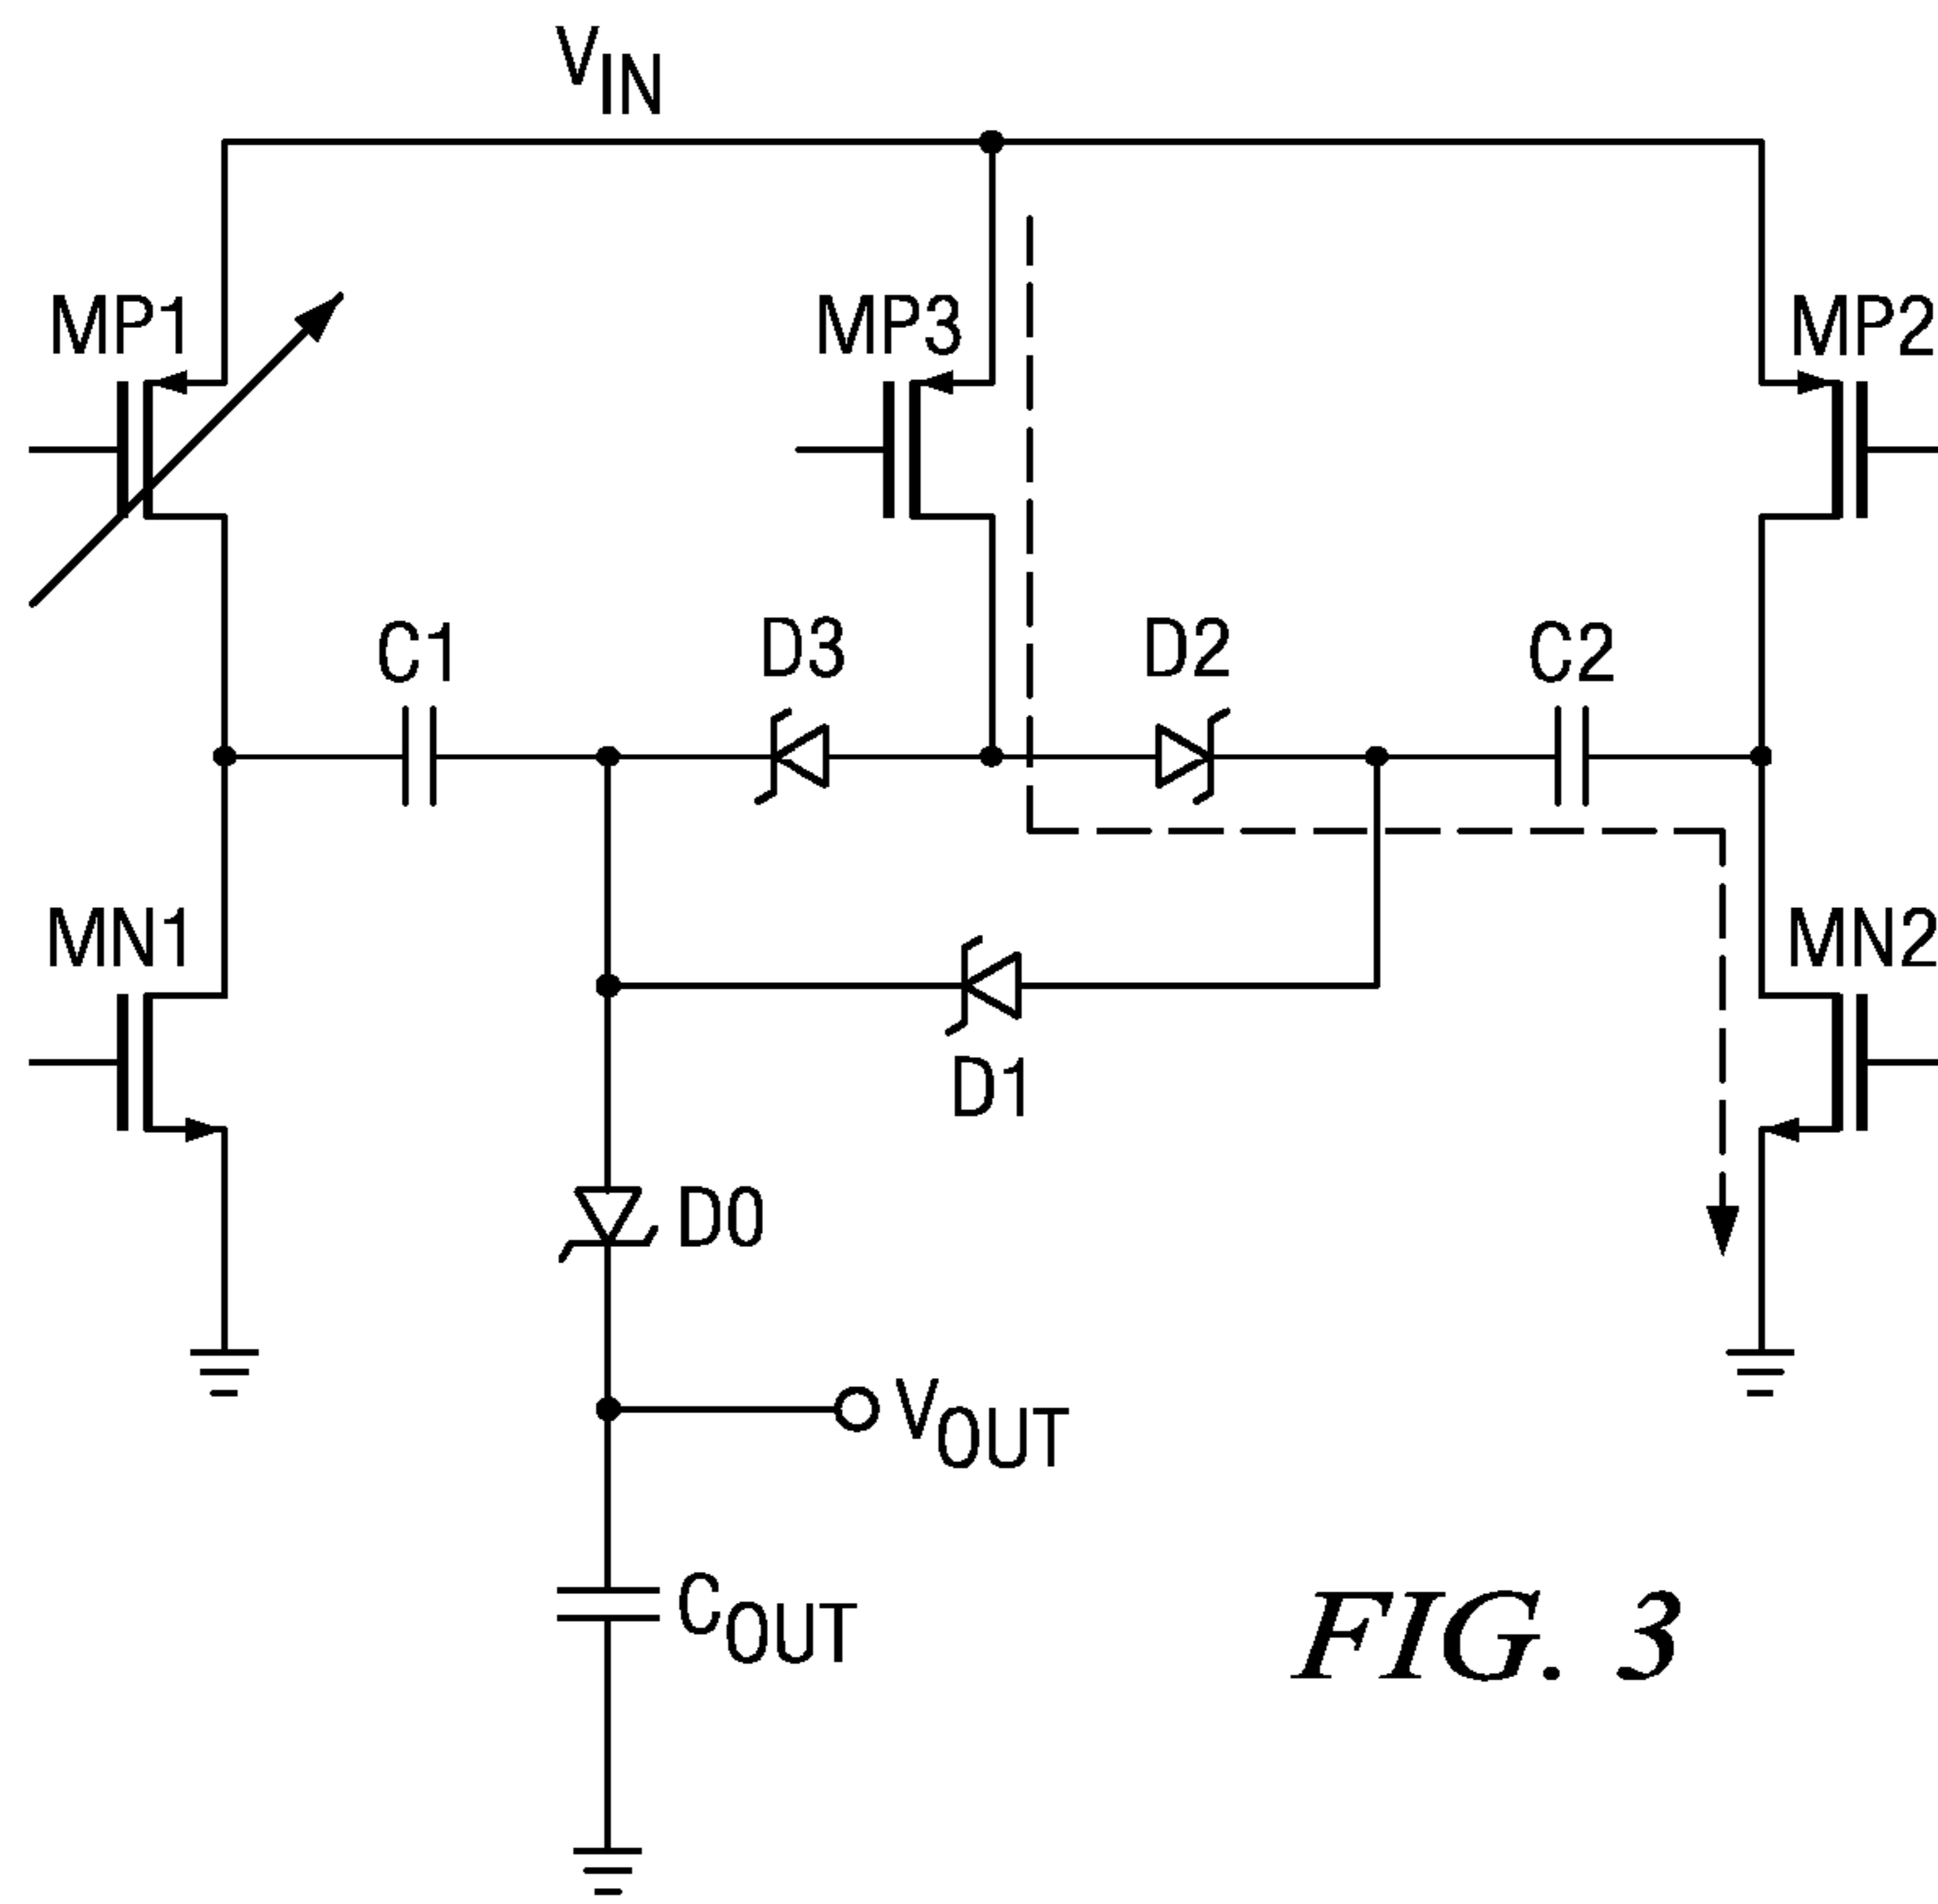 VIN
MP1
MP3
MP2
C1
D3
D2
C2
MN1
MN2
D1
D0
VOUT
COUT
FIG. 3